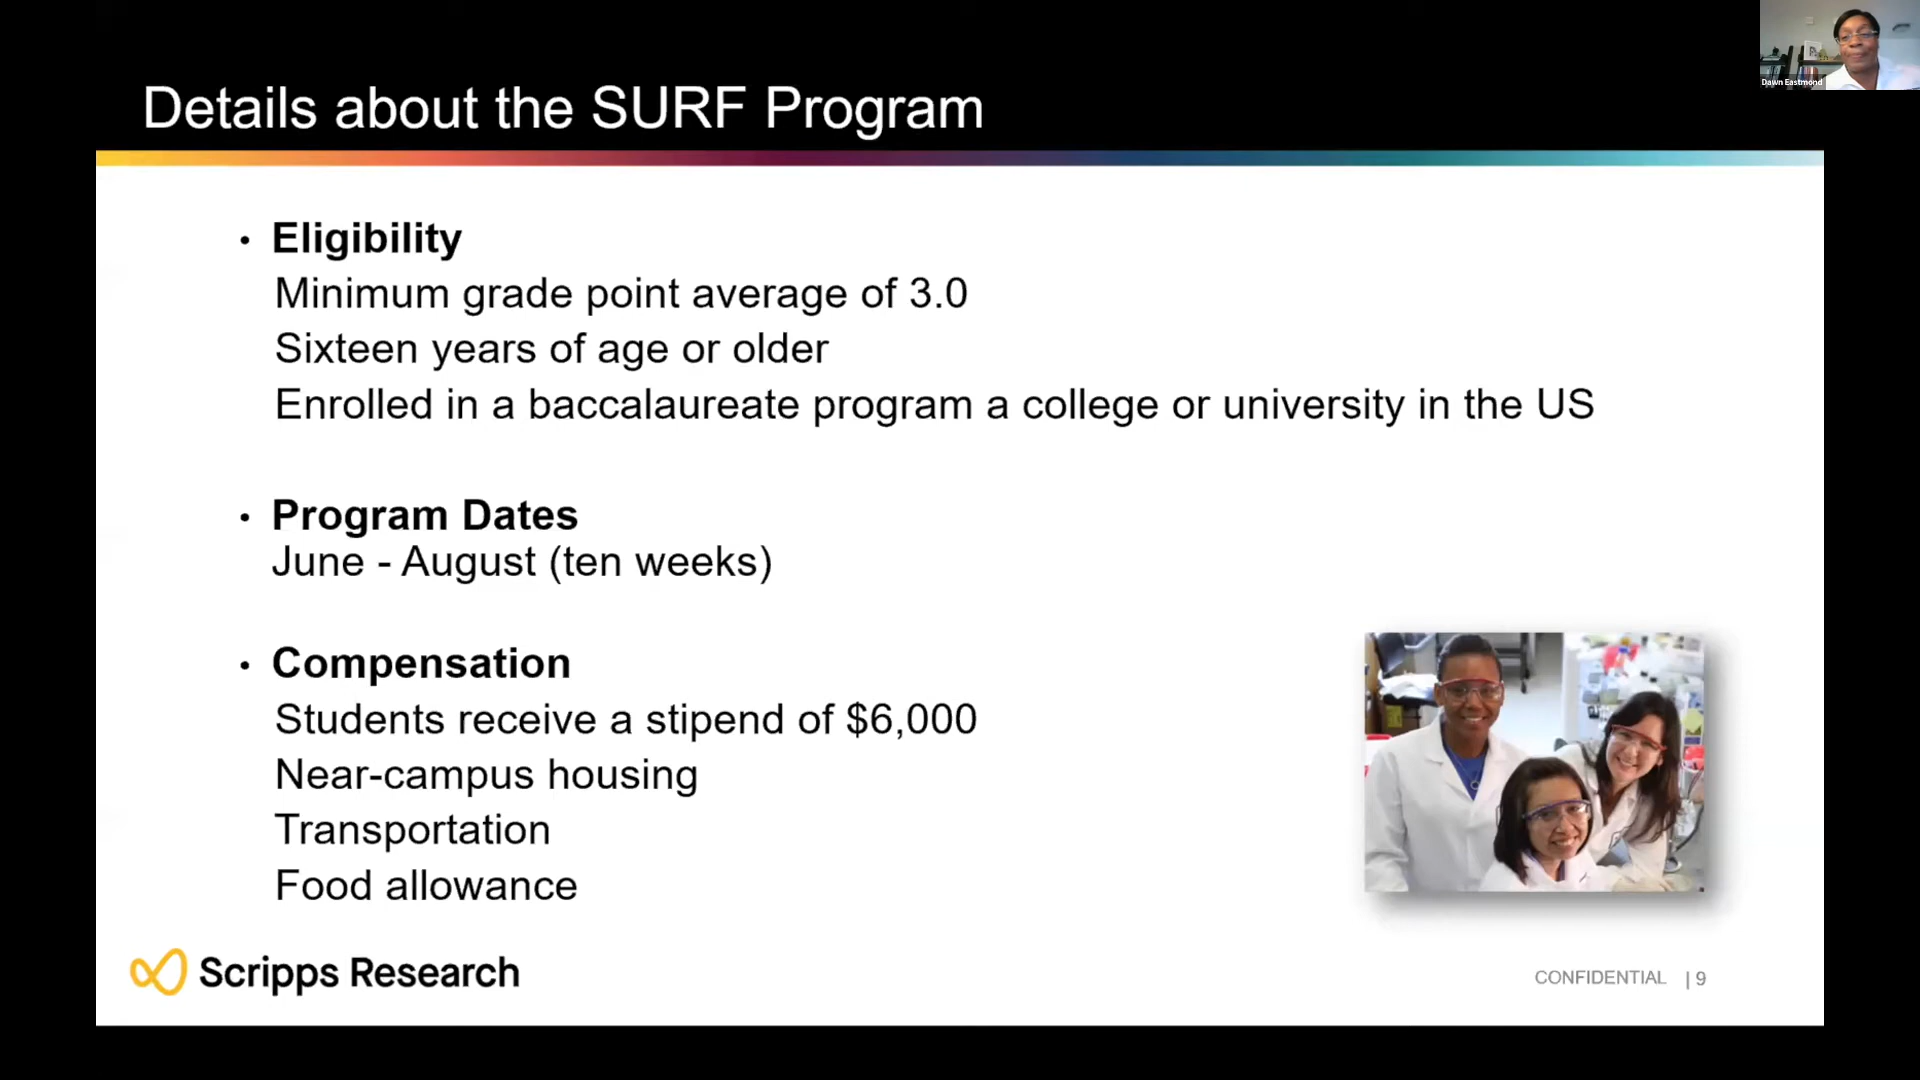 Dawn Eastmond
Details about the SURF Program
• Eligibility
Minimum grade point average of 3.0
Sixteen years of age or older
Enrolled in a baccalaureate program a college or university in the US
• Program Dates
June - August (ten weeks)
• Compensation
Students receive a stipend of $6,000
Near-campus housing
Transportation
Food allowance
Scripps Research
CONFIDENTIAL | 9